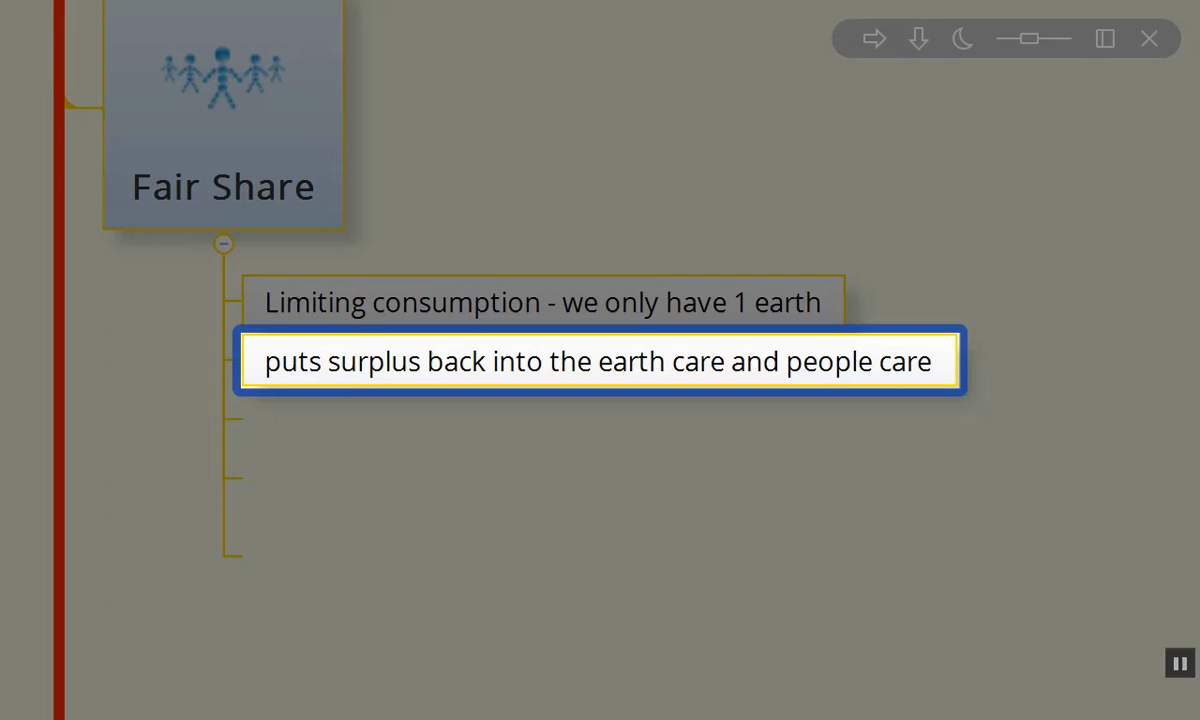 Fair Share
Limiting consumption - we only have 1 earth
puts surplus back into the earth care and people care